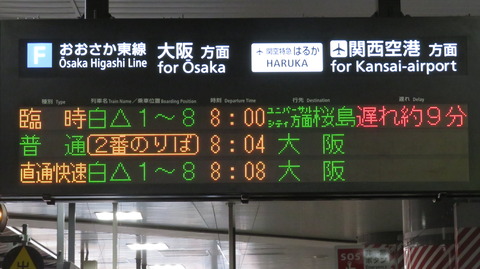 F おおさか東線 大阪 方面 関空特急 はるか 関西空港 方面
Ōsaka Higashi Line for Ōsaka HARUKA for Kansai-airport
種別 Type 列車名 Train Name / 乗車位置 Boarding Position 時刻 Departure Time 行先 Destination 遅れ Delay
臨時 白△1~8 8:00 ユニバーサルシティ方面 桜島 遅れ約9分
普通 2番のりば 8:04 大阪
直通快速 白△1~8 8:08 大阪
SOS